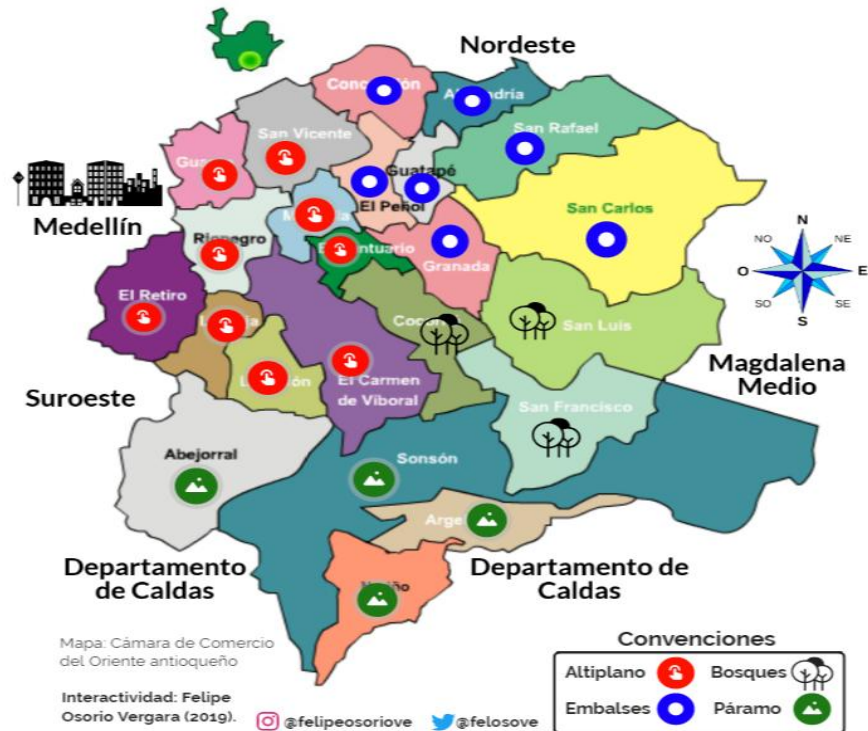 Nordeste
San Vicente
San Rafael
Guatapé
El Peñol
Medellín
San Carlos
Rionegro
Granada
NO
N
NE
O
E
SO
S
SE
El Retiro
San Luis
El Carmen
de Viboral
Magdalena
Medio
Suroeste
San Francisco
Abejorral
Sonsón
Departamento
de Caldas
Departamento de
Caldas
Mapa: Cámara de Comercio
del Oriente antioqueño
Interactividad: Felipe
Osorio Vergara (2019).
@felipeosoriove
@felosove
Convenciones
Altiplano
Bosques
Embalses
Páramo